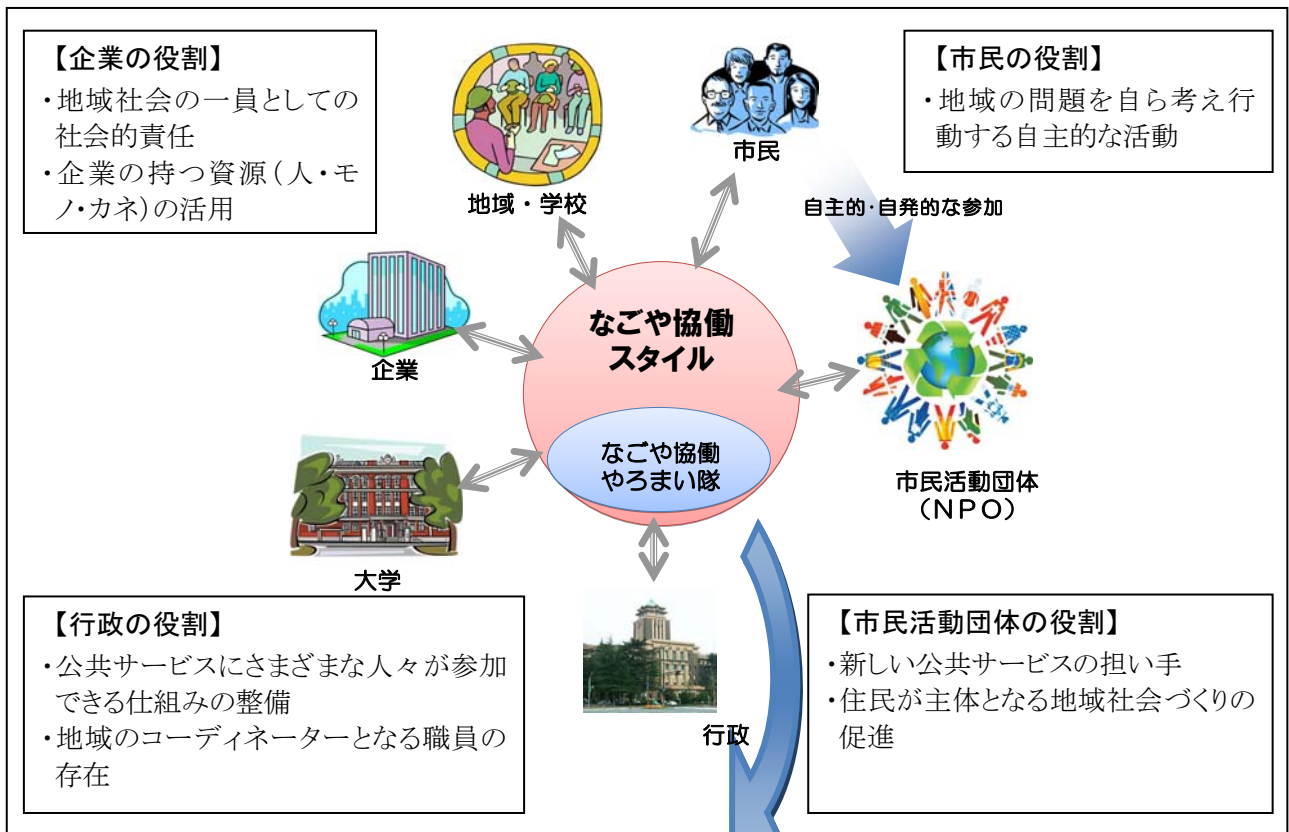 【企業の役割】
・地域社会の一員としての
社会的責任
・企業の持つ資源(人・モ
ノ・カネ)の活用
地域・学校
市民
【市民の役割】
・地域の問題を自ら考え行
動する自主的な活動
自主的・自発的な参加
企業
なごや協働
スタイル
なごや協働
やろまい隊
市民活動団体
(NPO)
大学
行政
【行政の役割】
・公共サービスにさまざまな人々が参加
できる仕組みの整備
・地域のコーディネーターとなる職員の
存在
【市民活動団体の役割】
・新しい公共サービスの担い手
・住民が主体となる地域社会づくりの
促進